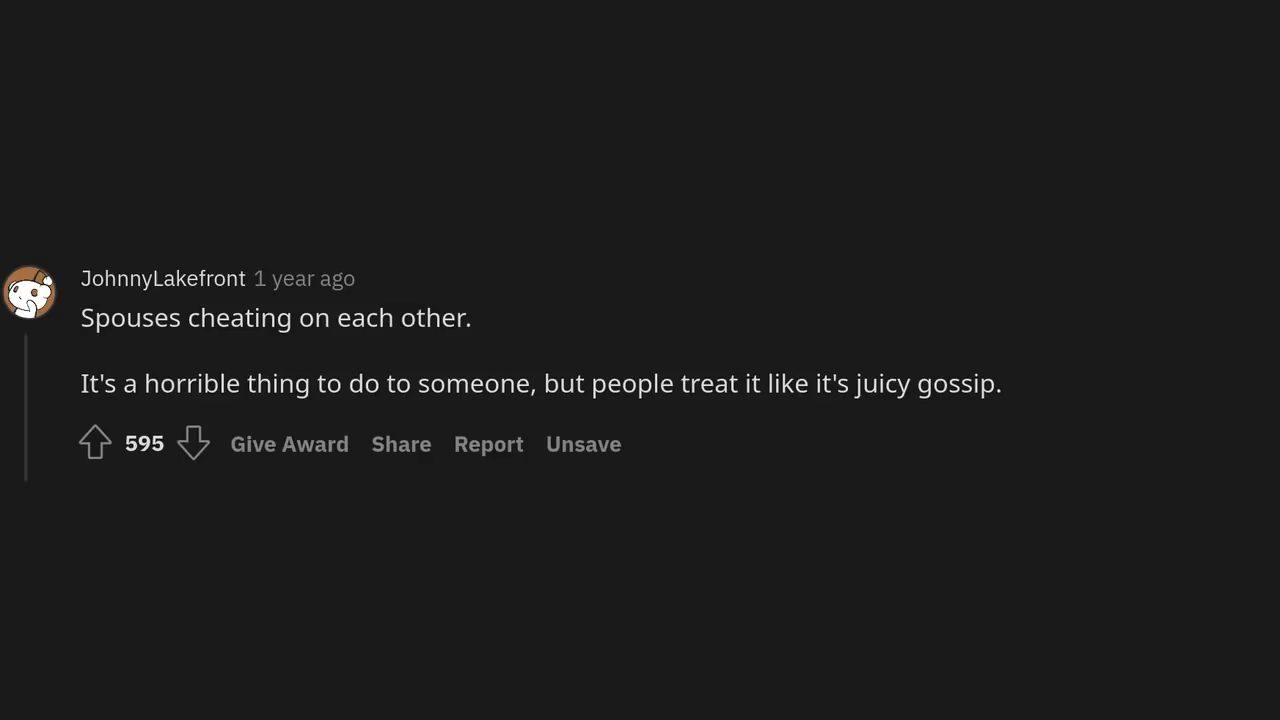 JohnnyLakefront 1 year ago
Spouses cheating on each other.
It's a horrible thing to do to someone, but people treat it like it's juicy gossip.
595 Give Award Share Report Unsave